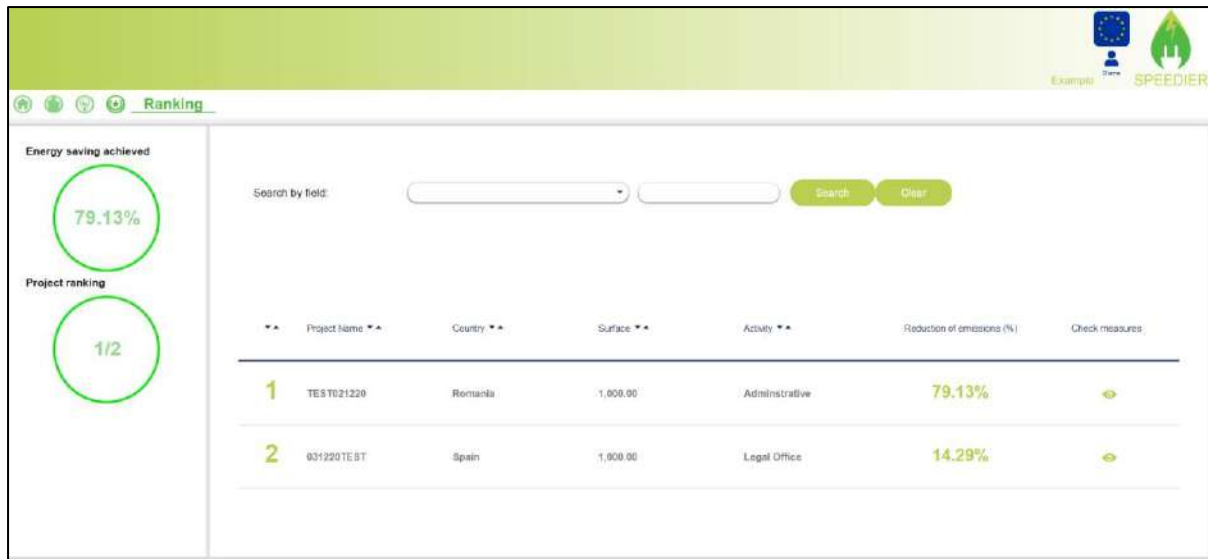 Example
SPEEDIER
Ranking
Energy saving achieved
79.13%
Project ranking
1/2
Search by field:
Search
Clear
Project Name
Country
Surface
Activity
Reduction of emissions (%)
Check measures
1 TEST021220 Romania 1,000.00 Adminstrative 79.13%
2 031220TEST Spain 1,000.00 Legal Office 14.29%